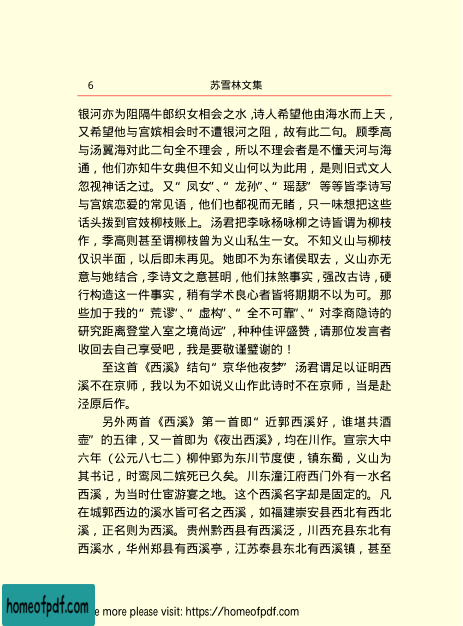 6 苏雪林文集
银河亦为阻隔牛郎织女相会之水，诗人希望他由海水而上天，
又希望他与宫嫔相会时不遭银河之阻，故有此二句。顾季高
与汤翼海对此二句全不理会，所以不理会者是不懂天河与海
通，他们亦知牛女典但不知义山何以为此用，是则旧式文人
忽视神话之过。又“凤女”、“龙孙”、“瑶瑟”等等皆李诗写
与宫嫔恋爱的常见语，他们也都视而无睹，只一味想把这些
话头拨到官妓柳枝账上。汤君把李咏杨咏柳之诗皆谓为柳枝
作，季高则甚至谓柳枝曾为义山私生一女。不知义山与柳枝
仅识半面，以后即未再见。她即不为东诸侯取去，义山亦无
意与她结合，李诗文之意甚明，他们抹煞事实，强改古诗，硬
行构造这一件事实，稍有学术良心者皆将期期不以为可。那
些加于我的“荒谬”、“虚构”、“全不可靠”、“对李商隐诗的
研究距离登堂入室之境尚远”，种种佳评盛赞，请那位发言者
收回去自己享受吧，我是要敬谨璧谢的！
至这首《西溪》结句“京华他夜梦”汤君谓足以证明西
溪不在京师，我以为不如说义山作此诗时不在京师，当是赴
泾原后作。
另外两首《西溪》第一首即“近郭西溪好，谁堪共酒
壶”的五律，又一首即为《夜出西溪》，均在川作。宣宗大中
六年（公元八七二）柳仲郢为东川节度使，镇东蜀，义山为
其书记，时鸾凤二嫔死已久矣。川东潼江府西门外有一水名
西溪，为当时仕宦游宴之地。这个西溪名字却是固定的。凡
在城郭西边的溪水皆可名之西溪，如福建崇安县西北有西北
溪，正名则为西溪。贵州黔西县有西溪泛，川西充县东北有
西溪水，华州郑县有西溪亭，江苏泰县东北有西溪镇，甚至
homeofpdf.com
e more please visit: https://homeofpdf.com